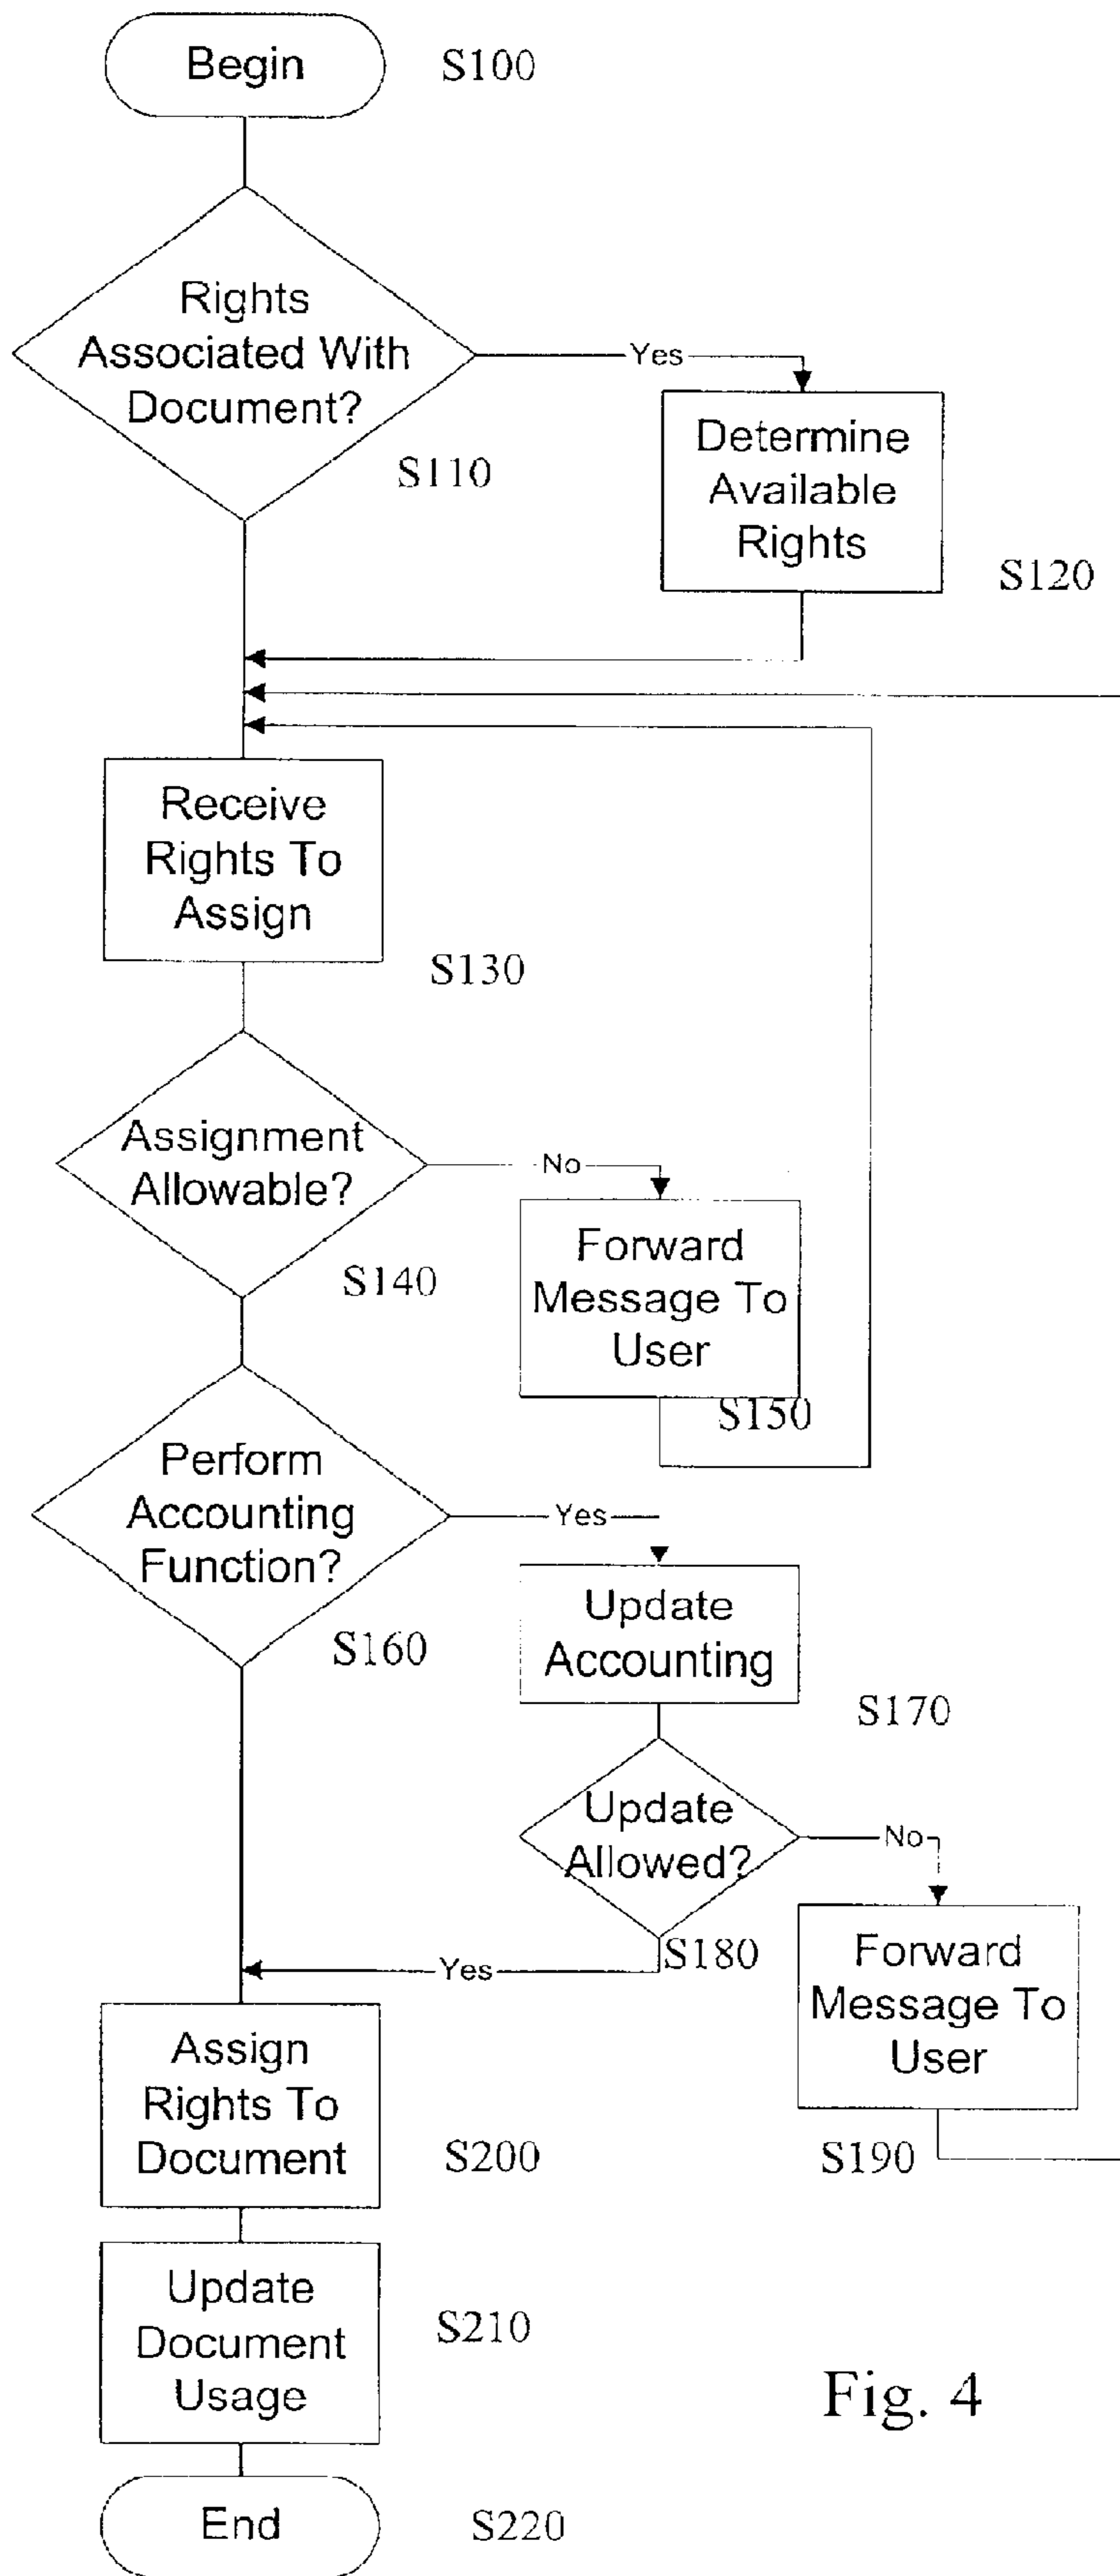 Begin
S100
Rights
Associated With
Document?
Yes
S110
Determine
Available
Rights
S120
Receive
Rights To
Assign
S130
Assignment
Allowable?
No
S140
Forward
Message To
User
S150
Perform
Accounting
Function?
Yes
S160
Update
Accounting
S170
Update
Allowed?
No
S180
Yes
Forward
Message To
User
S190
Assign
Rights To
Document
S200
Update
Document
Usage
S210
Fig. 4
End
S220